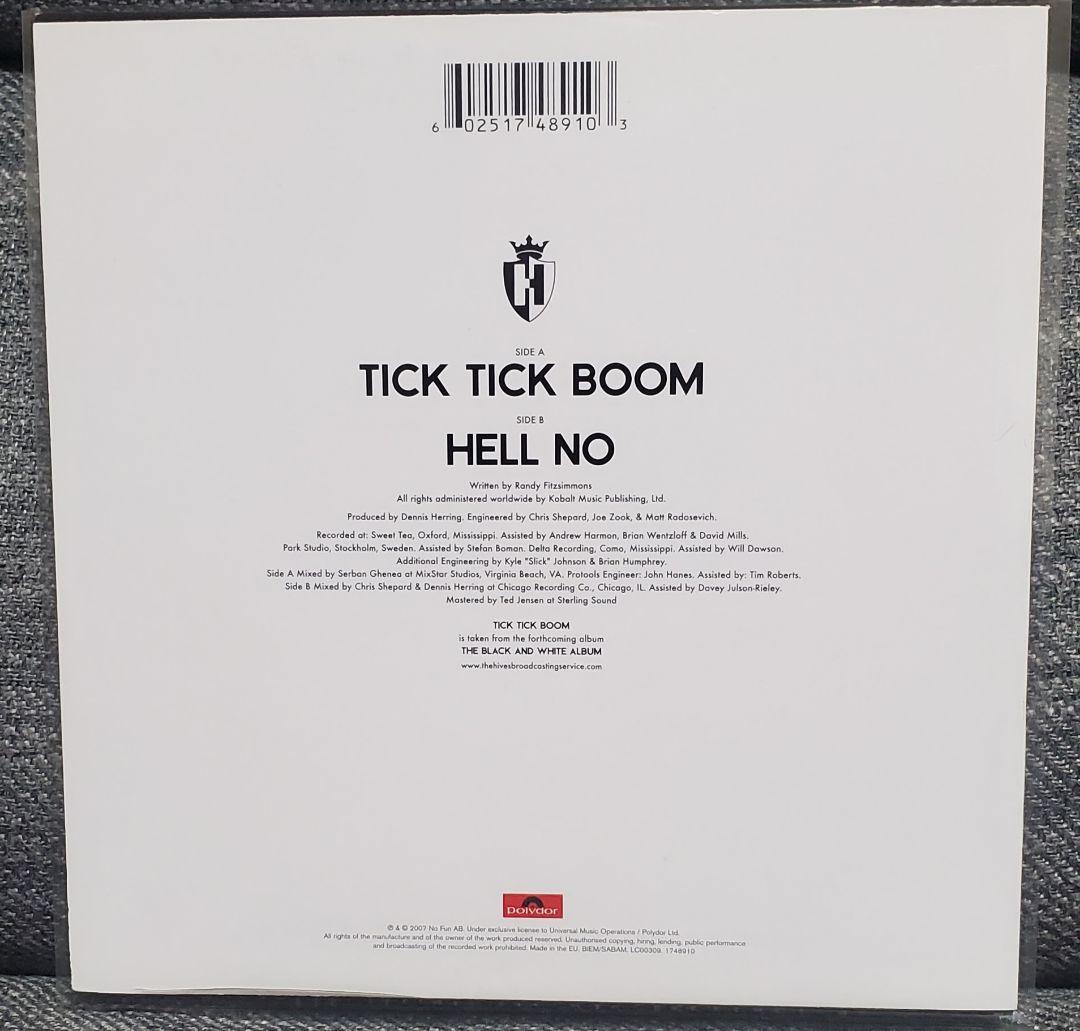 6 02517 48910 3
H
SIDE A
TICK TICK BOOM
SIDE B
HELL NO
Written by Randy Fitzsimmons
All rights administered worldwide by Kobalt Music Publishing, Ltd.
Produced by Dennis Herring. Engineered by Chris Shepard, Joe Zook, & Matt Radosevich.
Recorded at: Sweet Tea, Oxford, Mississippi. Assisted by Andrew Harmon, Brian Wentzloff & David Mills.
Park Studio, Stockholm, Sweden. Assisted by Stefan Boman. Delta Recording, Como, Mississippi. Assisted by Will Dawson.
Additional Engineering by Kyle "Slick" Johnson & Brian Humphrey.
Side A Mixed by Serban Ghenea at MixStar Studios, Virginia Beach, VA. Protools Engineer: John Hanes. Assisted by: Tim Roberts.
Side B Mixed by Chris Shepard & Dennis Herring at Chicago Recording Co., Chicago, IL. Assisted by Davey Julson-Rieley.
Mastered by Ted Jensen at Sterling Sound
TICK TICK BOOM
is taken from the forthcoming album
THE BLACK AND WHITE ALBUM
www.thehivesbroadcastingservice.com
Polydor
℗ & © 2007 No Fun AB. Under exclusive license to Universal Music Operations / Polydor Ltd.
All rights of the manufacture and of the owner of the work produced reserved. Unauthorised copying, hiring, lending, public performance
and broadcasting of the recorded work prohibited. Made in the EU. BIEM/SABAM. LC00309. 1748910